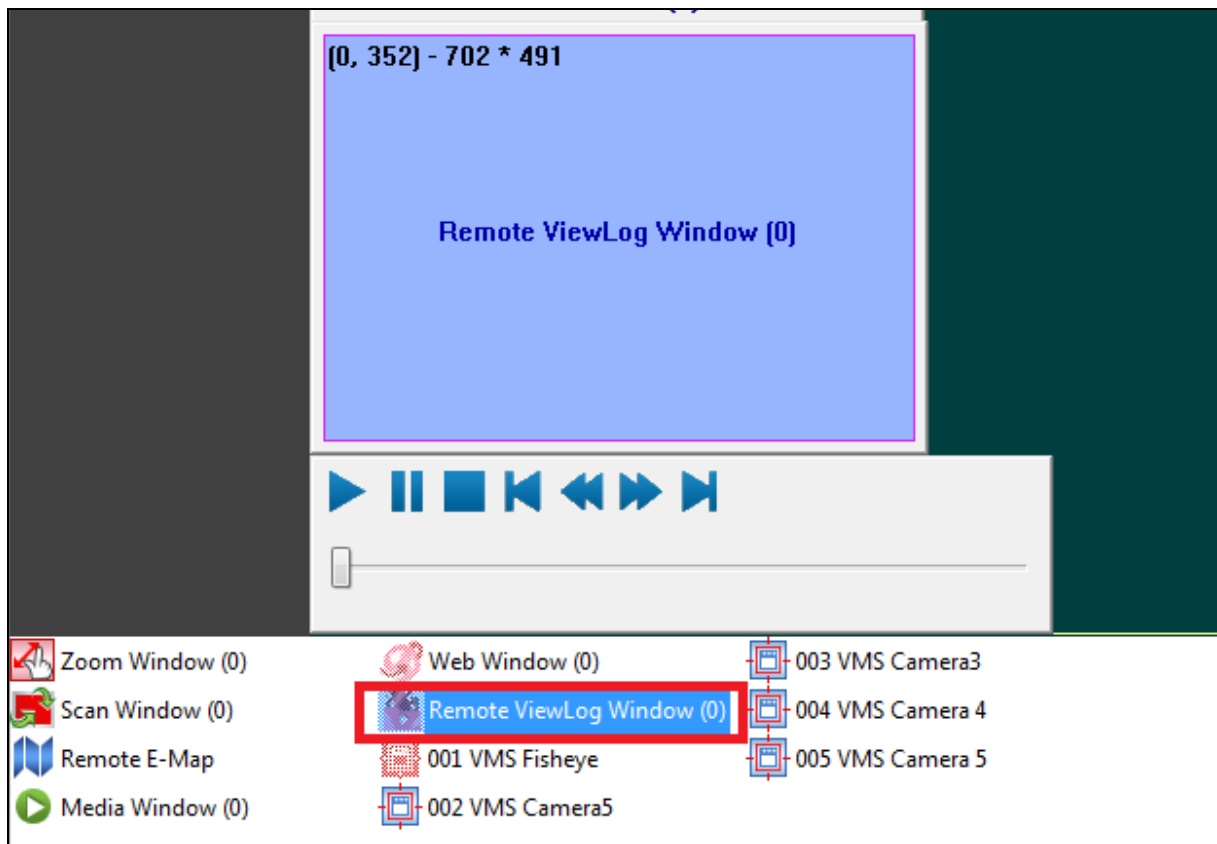 (0, 352) - 702 * 491
Remote ViewLog Window (0)
Zoom Window (0)
Web Window (0)
003 VMS Camera3
Scan Window (0)
Remote ViewLog Window (0)
004 VMS Camera 4
Remote E-Map
001 VMS Fisheye
005 VMS Camera 5
Media Window (0)
002 VMS Camera5